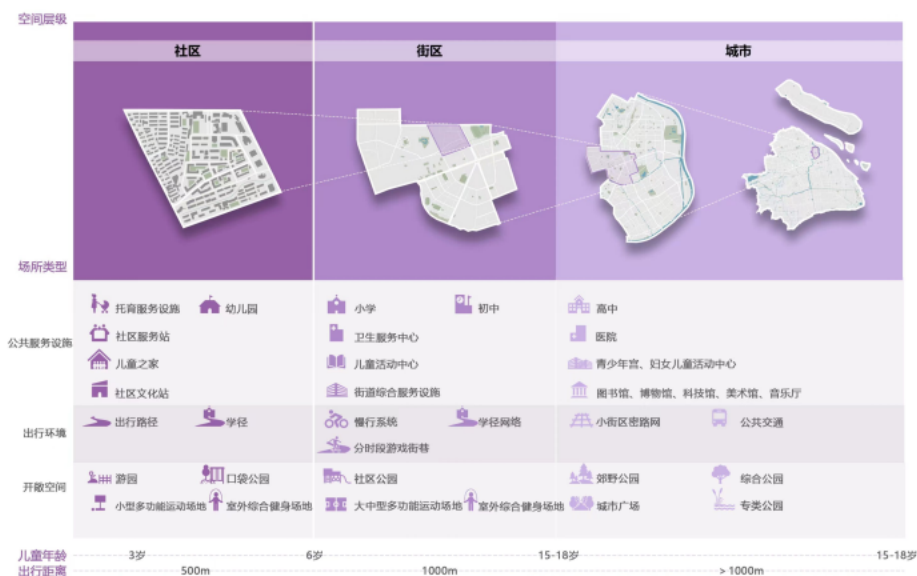 空间层级
社区 街区 城市
场所类型
公共服务设施
托育服务设施 幼儿园 小学 初中 高中
社区服务站 卫生服务中心 医院
儿童之家 儿童活动中心 青少年宫、妇女儿童活动中心
社区文化站 街道综合服务设施 图书馆、博物馆、科技馆、美术馆、音乐厅
出行环境
出行路径 学径 慢行系统 学径网络 小街区密路网 公共交通
分时段游戏街巷
开敞空间
游园 口袋公园 社区公园 郊野公园 综合公园
小型多功能运动场地 室外综合健身场地 大中型多功能运动场地 室外综合健身场地 城市广场 专类公园
儿童年龄 3岁 6岁 15-18岁 15-18岁
出行距离 500m 1000m >1000m